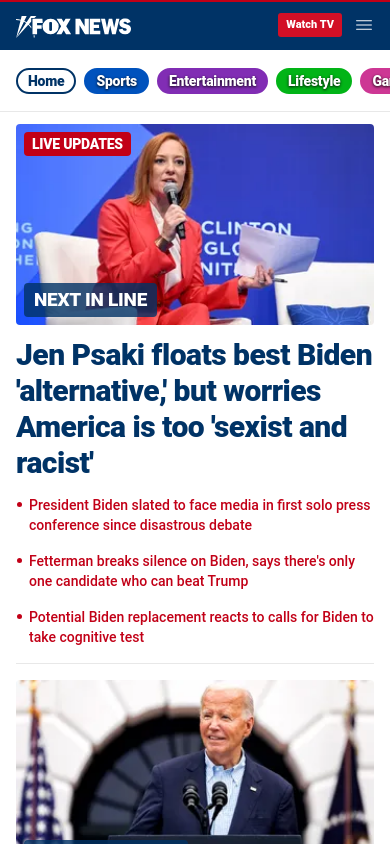 FOX NEWS
Watch TV
Home
Sports
Entertainment
Lifestyle
Ga
LIVE UPDATES
CLINTON
NEXT IN LINE
Jen Psaki floats best Biden
'alternative,' but worries
America is too 'sexist and
racist'
• President Biden slated to face media in first solo press
conference since disastrous debate
• Fetterman breaks silence on Biden, says there's only
one candidate who can beat Trump
• Potential Biden replacement reacts to calls for Biden to
take cognitive test